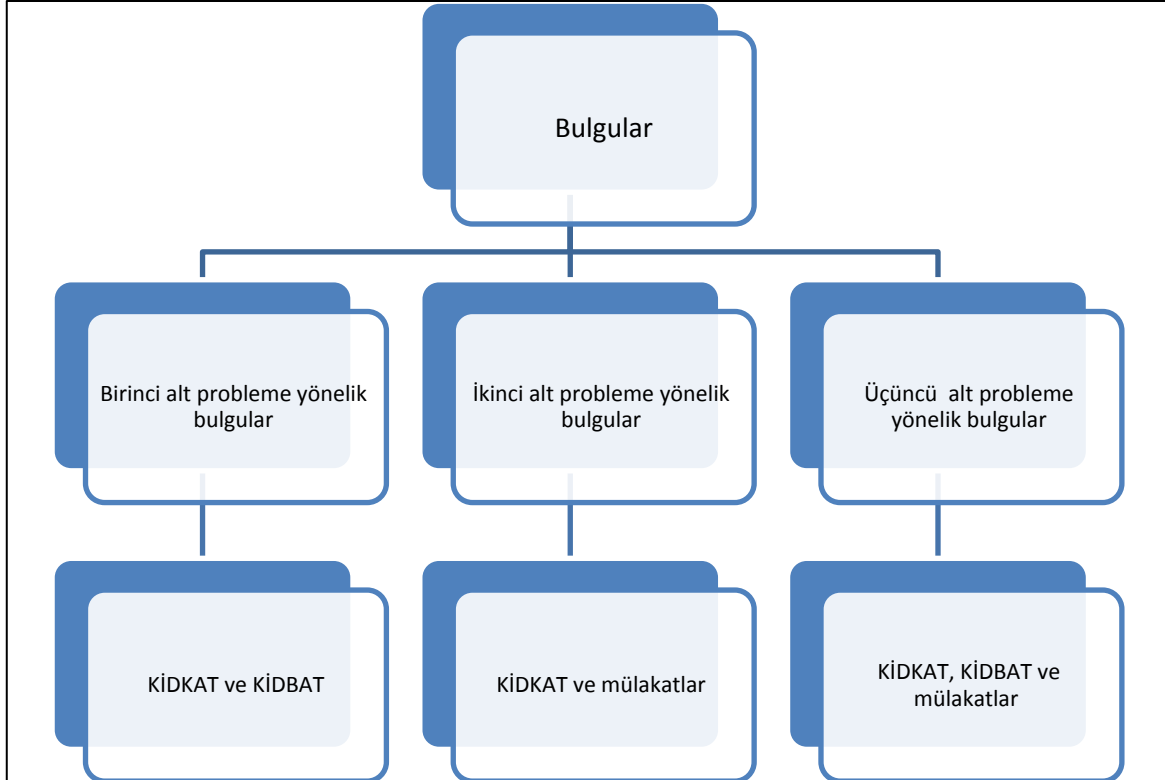 Bulgular
Birinci alt probleme yönelik
bulgular
İkinci alt probleme yönelik
bulgular
Üçüncü alt probleme
yönelik bulgular
KİDKAT ve KİDBAT
KİDKAT ve mülakatlar
KİDKAT, KİDBAT ve
mülakatlar